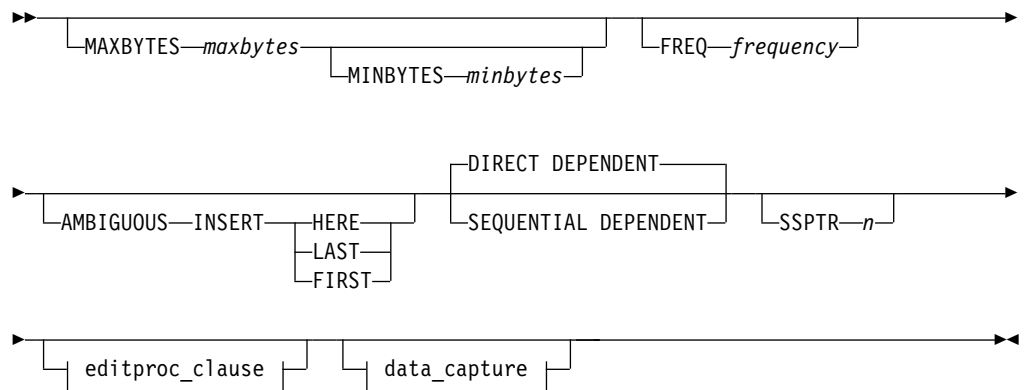 MAXBYTES maxbytes FREQ frequency
MINBYTES minbytes
DIRECT DEPENDENT
AMBIGUOUS INSERT HERE SEQUENTIAL DEPENDENT SSPTR n
LAST
FIRST
editproc_clause data_capture